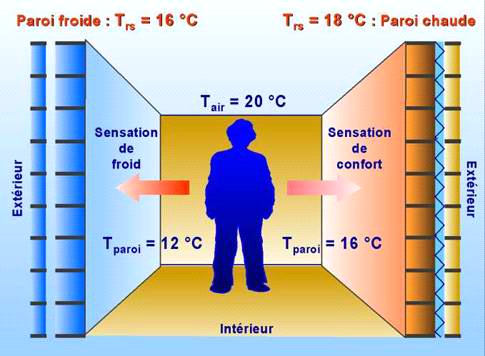 Paroi froide : Trs = 16 °C
Trs = 18 °C : Paroi chaude
Tair = 20 °C
Sensation
de
froid
Sensation
de
confort
Extérieur
Extérieur
Tparoi = 12 °C
Tparoi = 16 °C
Intérieur